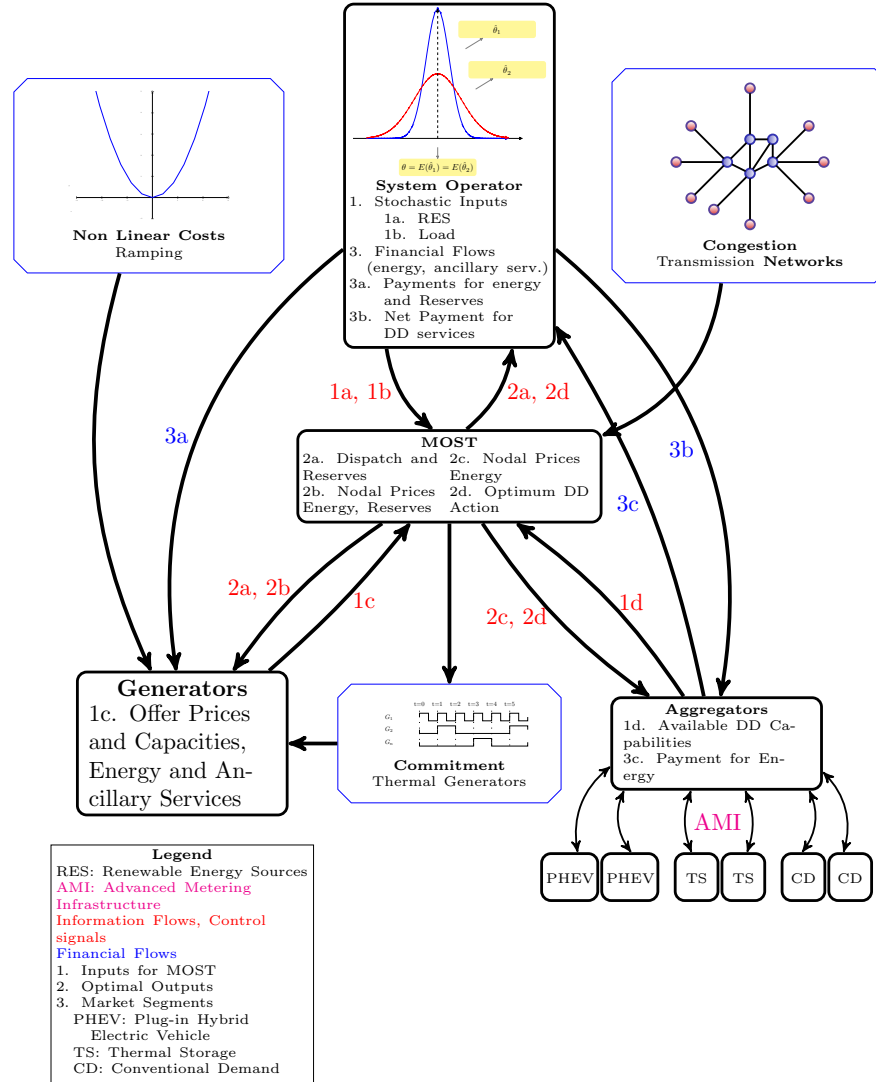 θ̂₁
θ̂₂
θ = E(θ̂₁) = E(θ̂₂)
System Operator
1. Stochastic Inputs
1a. RES
1b. Load
3. Financial Flows
(energy, ancillary serv.)
3a. Payments for energy
and Reserves
3b. Net Payment for
DD services
Non Linear Costs
Ramping
Congestion
Transmission Networks
1a, 1b
2a, 2d
3a
3b
3c
MOST
2a. Dispatch and
Reserves
2b. Nodal Prices
Energy, Reserves
2c. Nodal Prices
Energy
2d. Optimum DD
Action
2a, 2b
1c
2c, 2d
1d
Generators
1c. Offer Prices
and Capacities,
Energy and An-
cillary Services
t=0 t=1 t=2 t=3 t=4 t=5
G₁
G₂
Gₙ
Commitment
Thermal Generators
Aggregators
1d. Available DD Ca-
pabilities
3c. Payment for En-
ergy
AMI
PHEV PHEV TS TS CD CD
Legend
RES: Renewable Energy Sources
AMI: Advanced Metering
Infrastructure
Information Flows, Control
signals
Financial Flows
1. Inputs for MOST
2. Optimal Outputs
3. Market Segments
PHEV: Plug-in Hybrid
Electric Vehicle
TS: Thermal Storage
CD: Conventional Demand